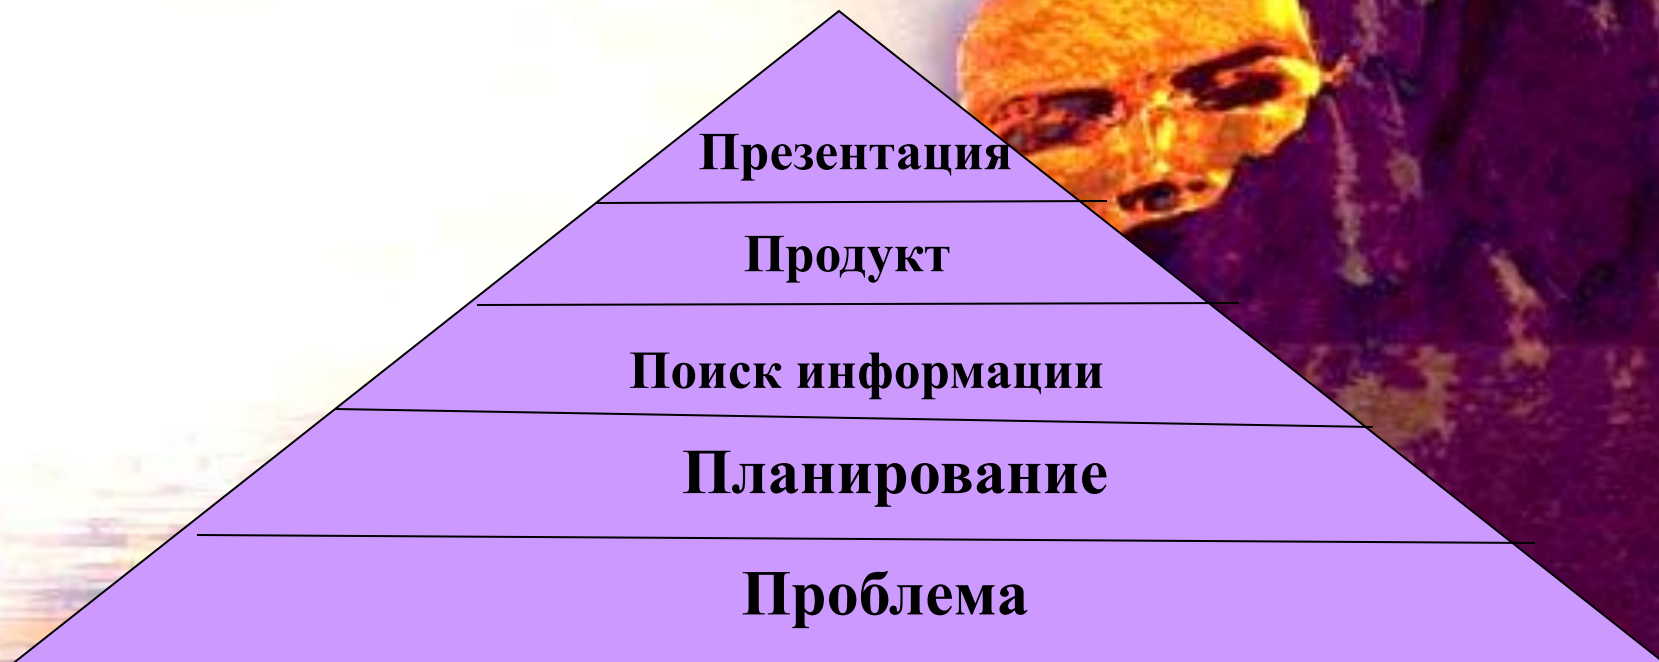 Презентация
Продукт
Поиск информации
Планирование
Проблема